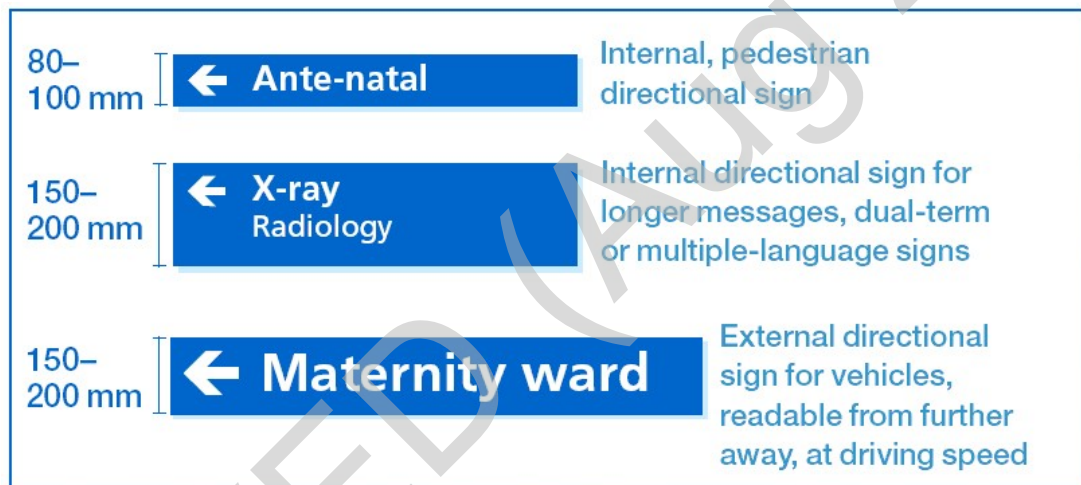 80–
100 mm
← Ante-natal
Internal, pedestrian
directional sign
150–
200 mm
← X-ray
Radiology
Internal directional sign for
longer messages, dual-term
or multiple-language signs
150–
200 mm
← Maternity ward
External directional
sign for vehicles,
readable from further
away, at driving speed
ED (Aug